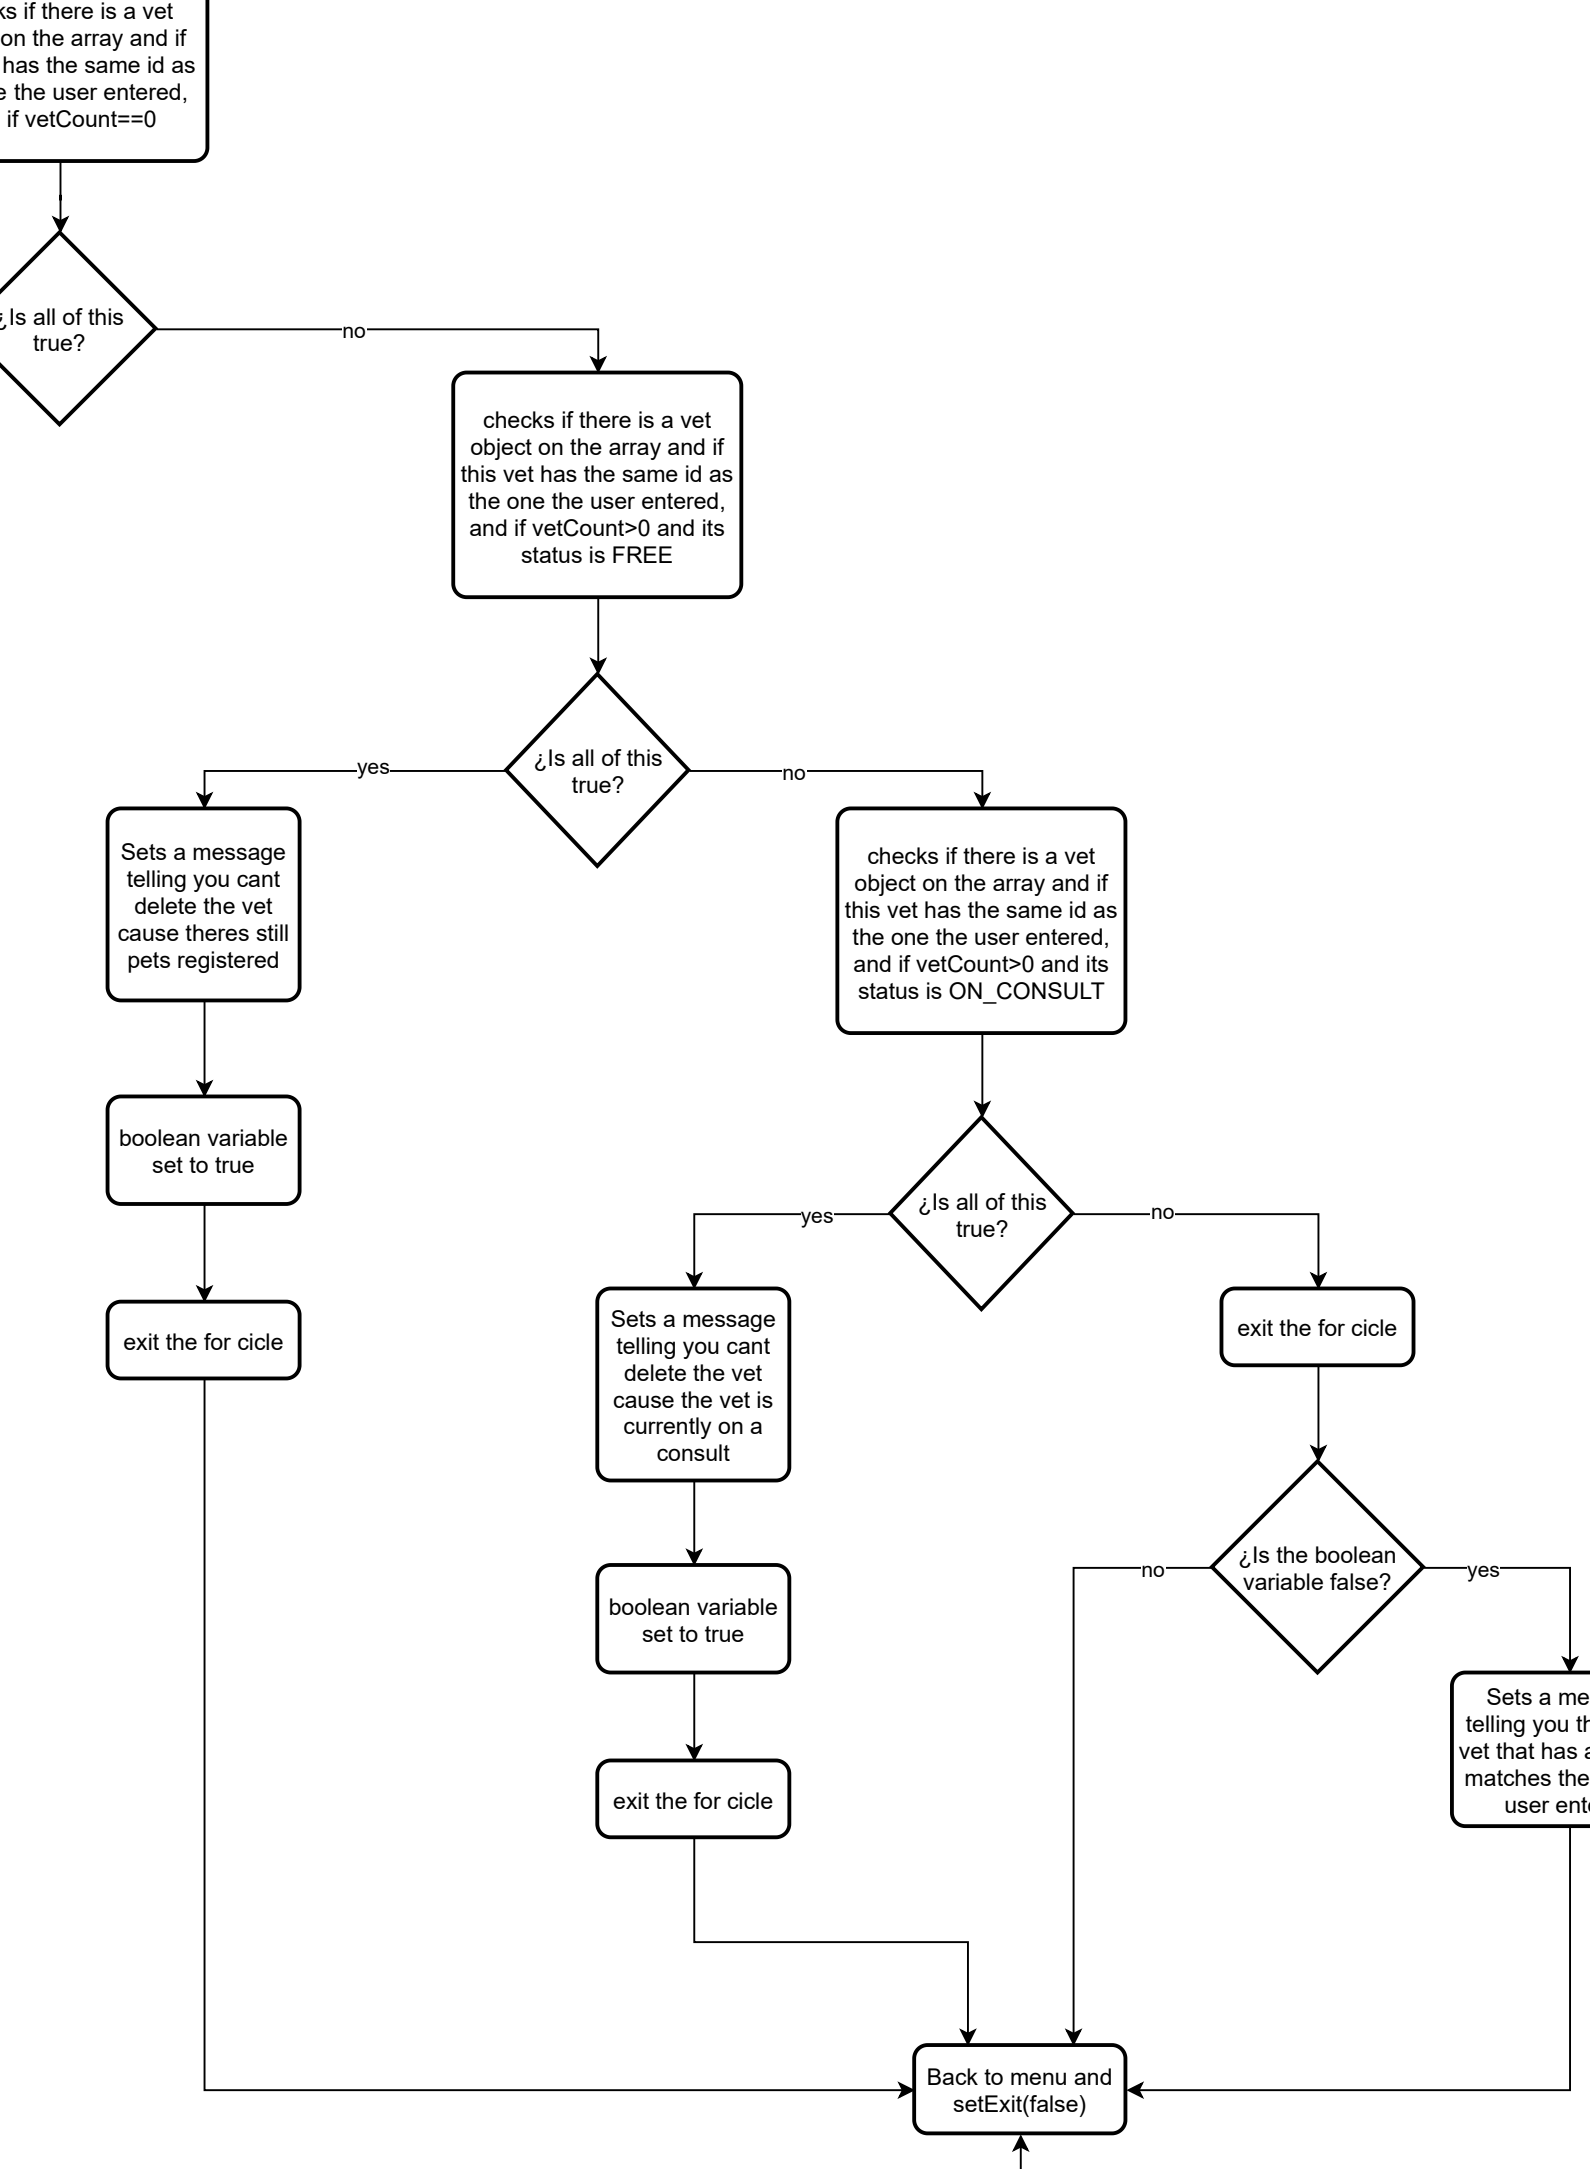 if there is a vet
on the array and if
has the same id as
the user entered,
if vetCount==0
¿Is all of this
true?
no
checks if there is a vet
object on the array and if
this vet has the same id as
the one the user entered,
and if vetCount>0 and its
status is FREE
¿Is all of this
true?
yes
no
Sets a message
telling you cant
delete the vet
cause theres still
pets registered
checks if there is a vet
object on the array and if
this vet has the same id as
the one the user entered,
and if vetCount>0 and its
status is ON_CONSULT
boolean variable
set to true
¿Is all of this
true?
yes
no
exit the for cicle
Sets a message
telling you cant
delete the vet
cause the vet is
currently on a
consult
exit the for cicle
¿Is the boolean
variable false?
no
yes
boolean variable
set to true
Sets a
telling you
vet that has
matches the
user
exit the for cicle
Back to menu and
setExit(false)